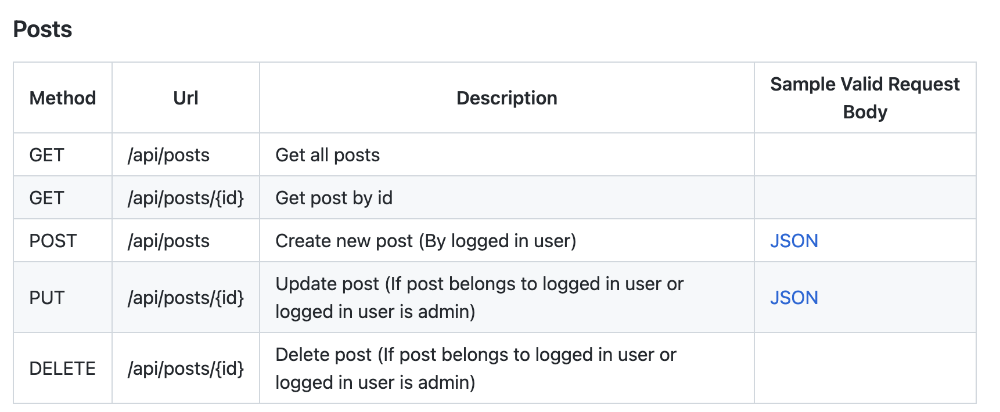 Posts
Method Url Description Sample Valid Request
Body
GET /api/posts Get all posts
GET /api/posts/{id} Get post by id
POST /api/posts Create new post (By logged in user) JSON
PUT /api/posts/{id} Update post (If post belongs to logged in user or
logged in user is admin) JSON
DELETE /api/posts/{id} Delete post (If post belongs to logged in user or
logged in user is admin)